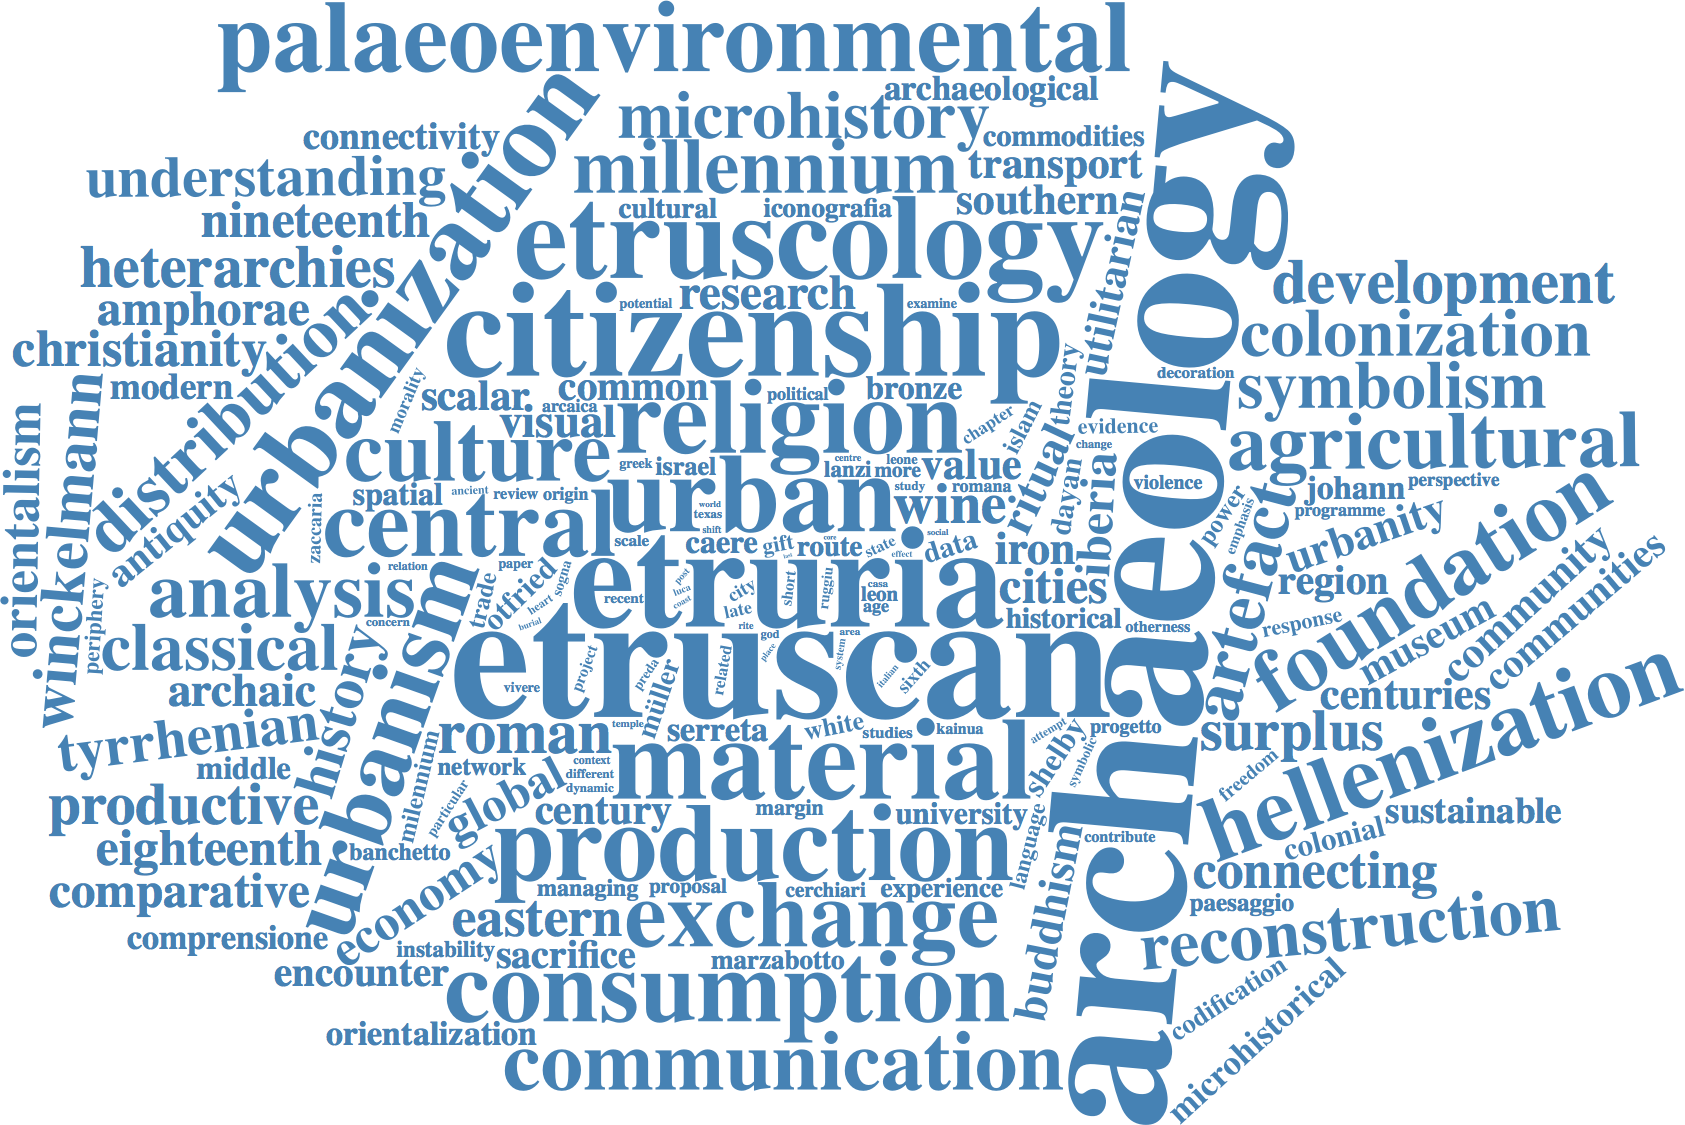 palaeoenvironmental
archaeological
microhistory
connectivity
commodities
urbanization
millennium
transport
understanding
southern
cultural
iconografia
nineteenth
etruscology
utilitarian
archaeology
heterarchies
development
research
potential
examine
amphorae
citizenship
colonization
christianity
distribution
theory
modern
morality
scalar
common
political
bronze
decoration
symbolism
arcaica
visual
religion
chapter
islam
ritual
evidence
change
agricultural
orientalism
winckelmann
culture
greek
israel
centre
leone
lanzi
more
value
dayan
iberia
violence
johann
perspective
antiquity
zaccaria
spatial
ancient
review
origin
urban
study
romana
wine
world
texas
shift
power
emphasis
programme
artefact
urbanity
foundation
central
scale
caere
gift
route
core
state
effect
social
data
iron
community
communities
relation
paper
otfried
sogna
etruria
last
post
luca
coast
city
late
short
ruggiu
casa
leon
age
cities
region
analysis
urbanism
trade
heart
burial
recent
rite
god
place
area
system
historical
otherness
response
museum
periphery
classical
concern
history
etruscan
italian
sixth
centuries
archaic
vivere
project
preda
müller
related
hellenization
tyrrhenian
roman
temple
serreta
white
studies
kainua
attempt
shelby
symbolic
progetto
surplus
middle
millennium
network
context
different
dynamic
material
freedom
productive
particular
global
century
margin
university
language
buddhism
contribute
colonial
sustainable
eighteenth
banchetto
economy
production
connecting
comparative
managing
proposal
cerchiari
experience
paesaggio
eastern
exchange
reconstruction
comprensione
instability
sacrifice
marzabotto
encounter
consumption
codification
microhistorical
orientalization
communication